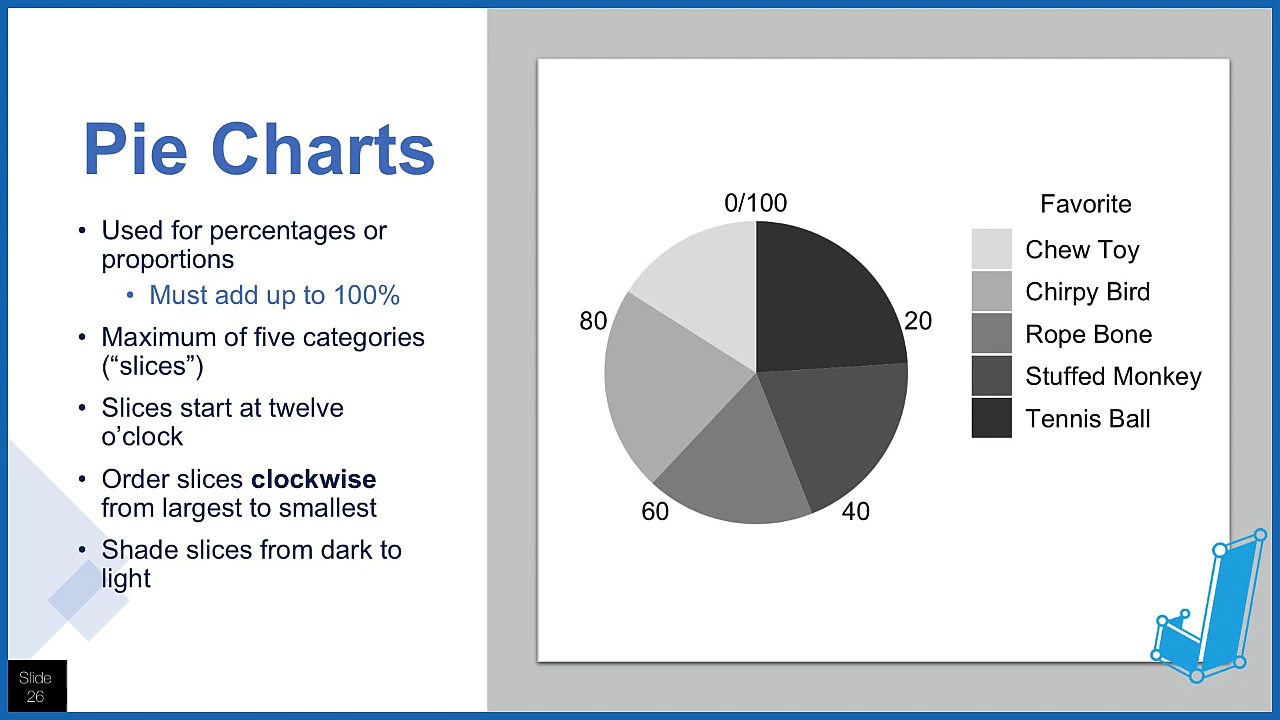 Pie Charts
• Used for percentages or
proportions
• Must add up to 100%
• Maximum of five categories
(“slices”)
• Slices start at twelve
o’clock
• Order slices clockwise
from largest to smallest
• Shade slices from dark to
light
Slide
26
0/100
20
40
60
80
Favorite
Chew Toy
Chirpy Bird
Rope Bone
Stuffed Monkey
Tennis Ball